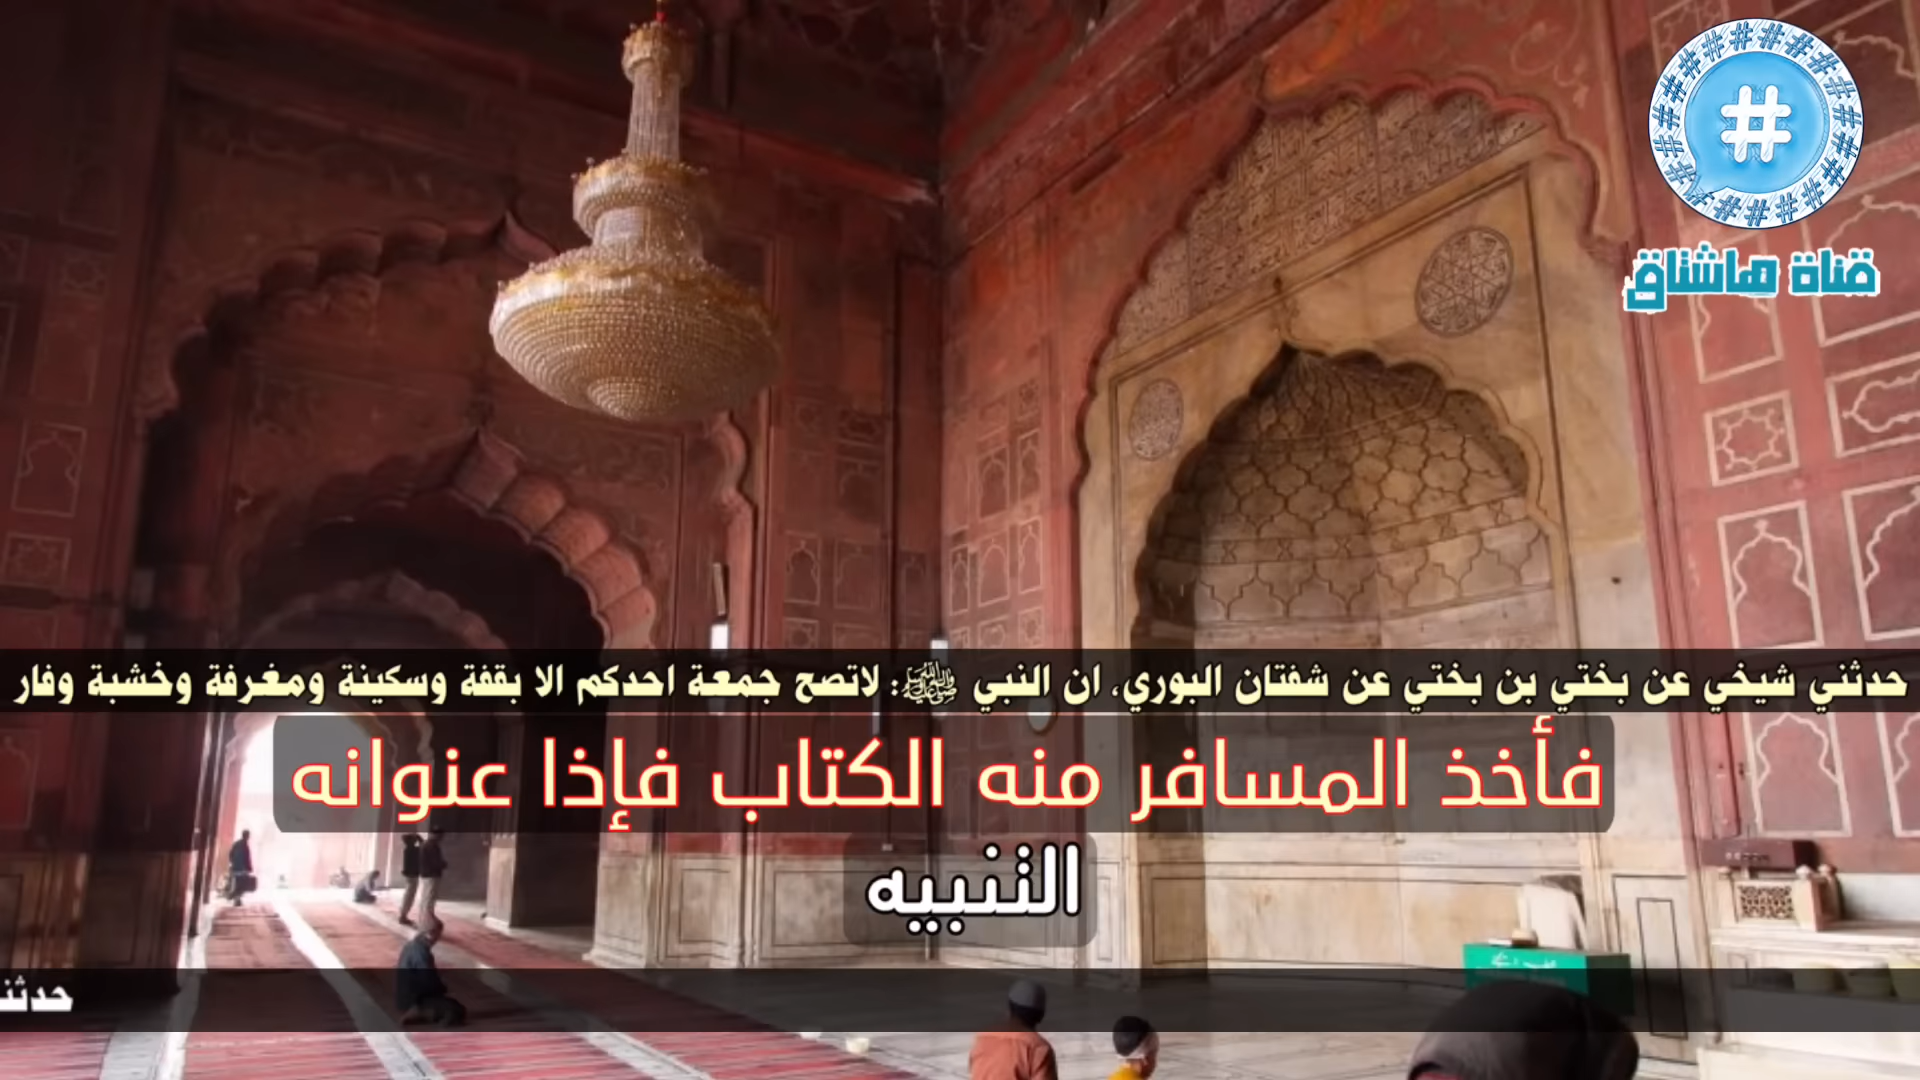 #
قناة هاشتاق
حدثني شيخي عن بختي بن بختي عن شفتان البوري، ان النبي ﷺ: لاتصح جمعة احدكم الا بقفة وسكينة ومغرفة وخشبة وفار
فأخذ المسافر منه الكتاب فإذا عنوانه
التنبيه
حدثن